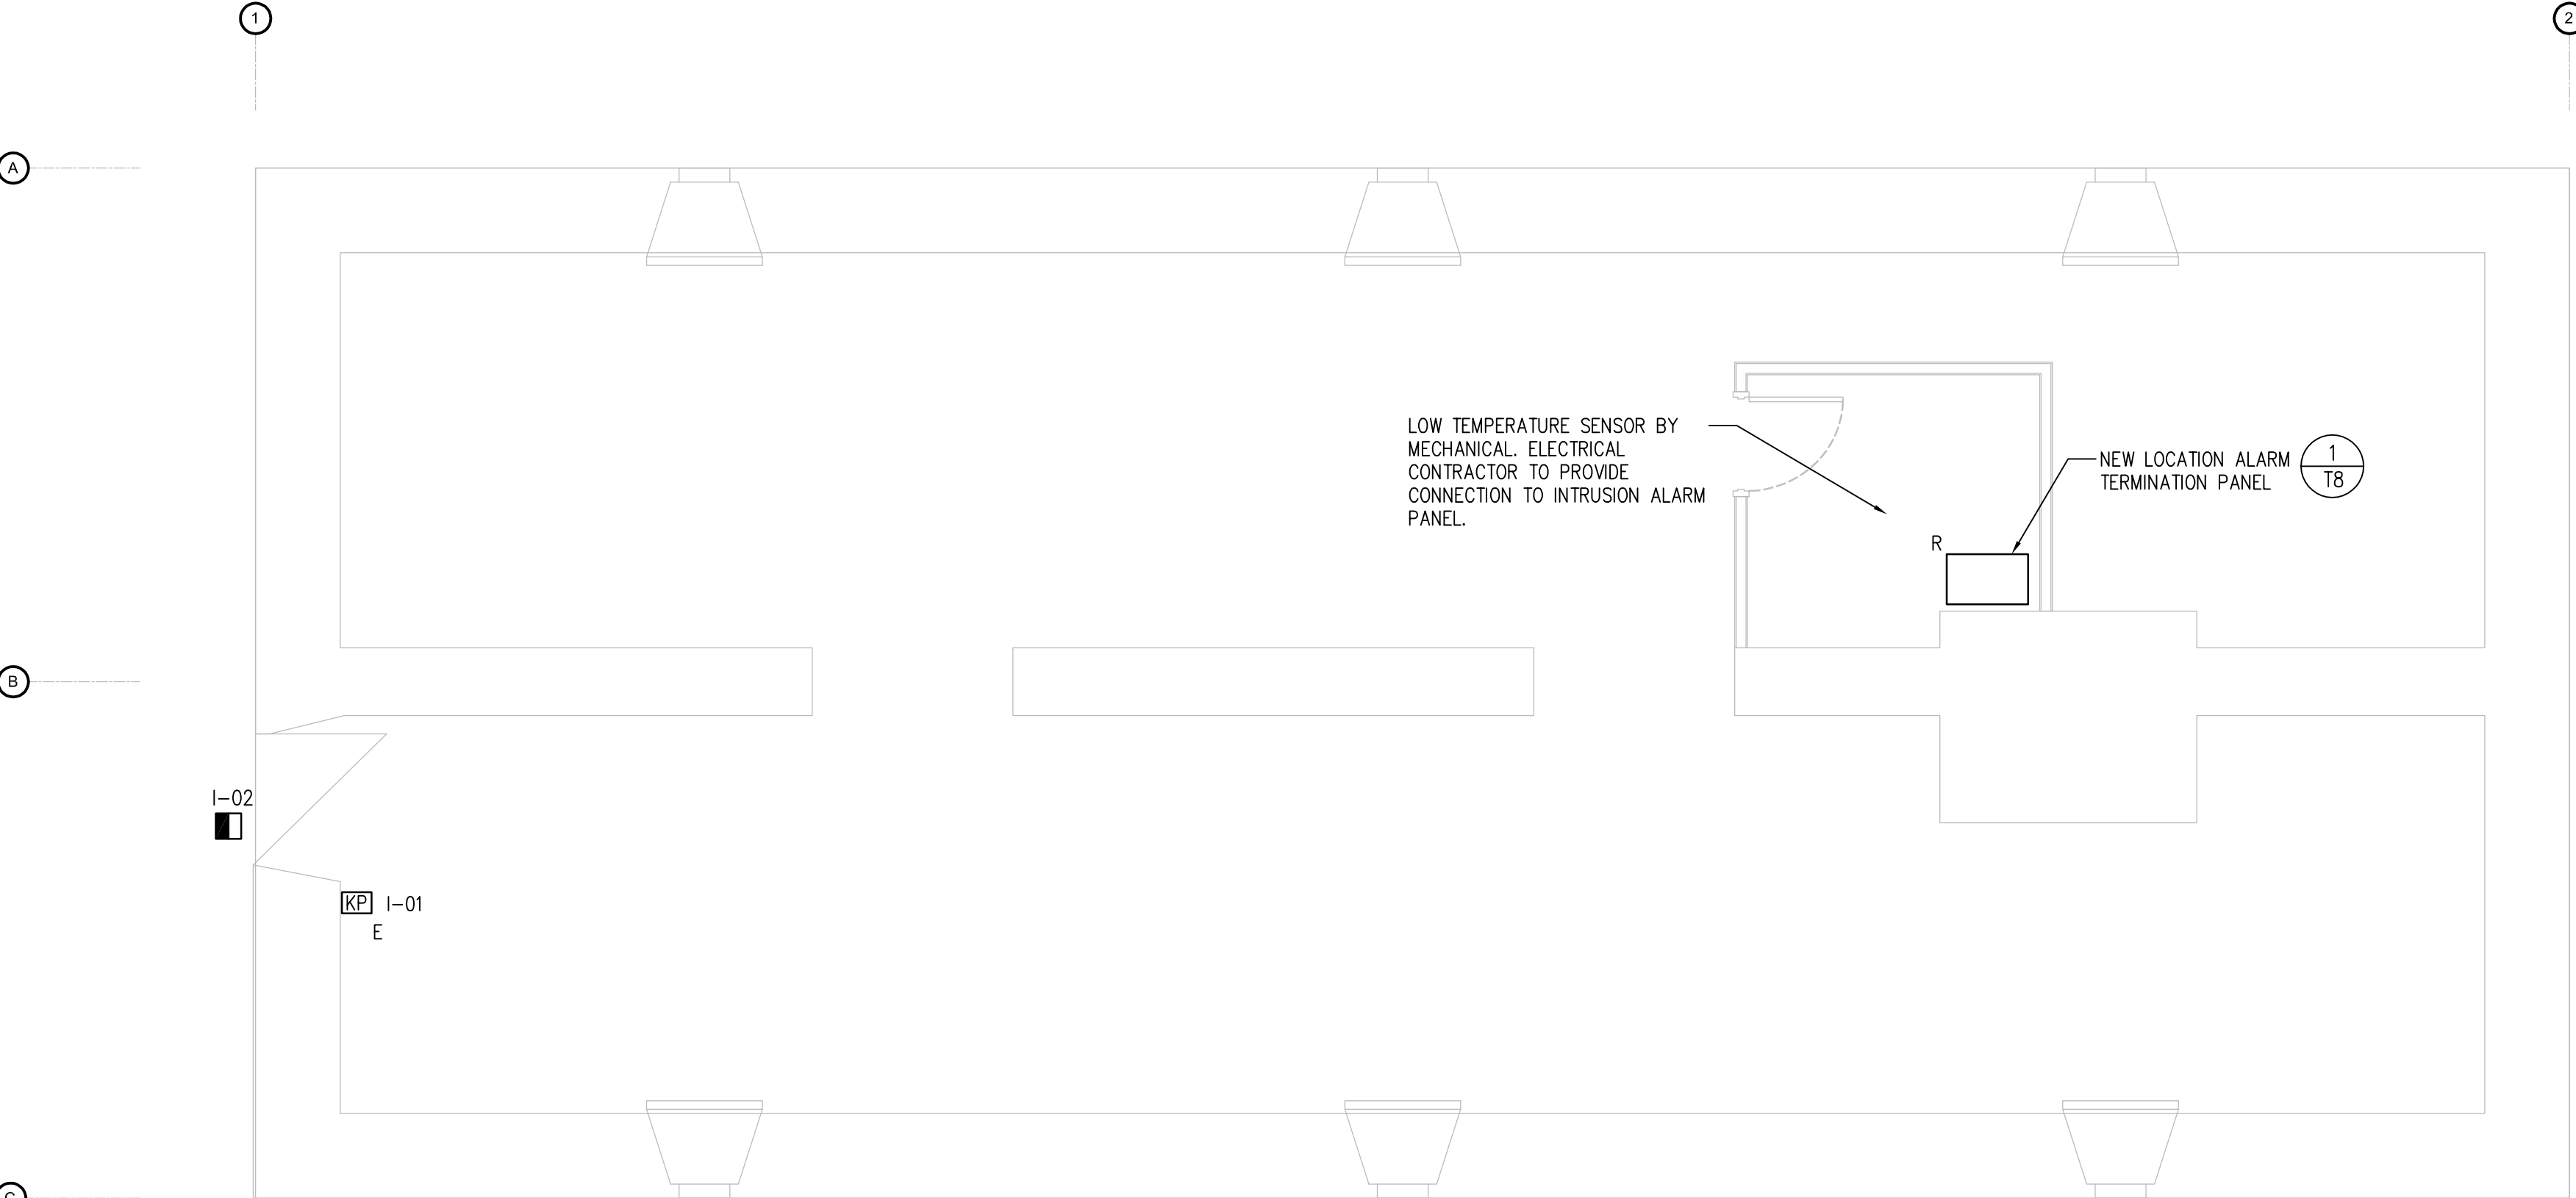 1
2
A
LOW TEMPERATURE SENSOR BY
MECHANICAL. ELECTRICAL
CONTRACTOR TO PROVIDE
CONNECTION TO INTRUSION ALARM
PANEL.
NEW LOCATION ALARM
TERMINATION PANEL
1
T8
R
B
I-02
KP I-01
E
C